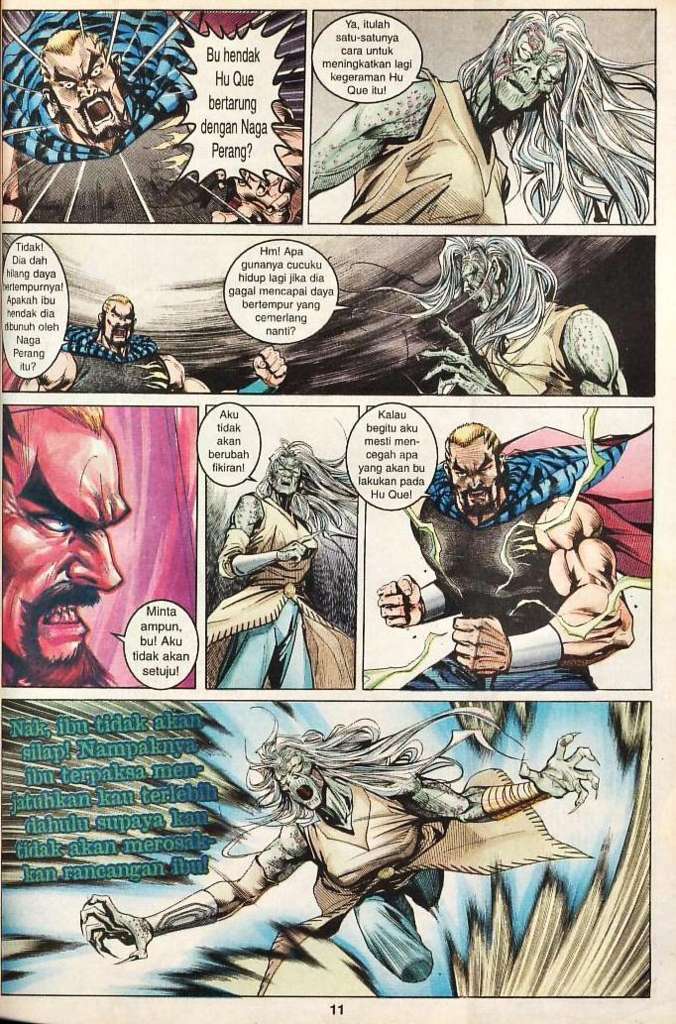 Bu hendak
Hu Que
bertarung
dengan Naga
Perang?
Ya, itulah
satu-satunya
cara untuk
meningkatkan lagi
kegeraman Hu
Que itu!
Tidak!
Dia dah
hilang daya
bertempurnya!
Apakah ibu
hendak dia
dibunuh oleh
Naga
Perang
itu?
Hm! Apa
gunanya cucuku
hidup lagi jika dia
gagal mencapai daya
bertempur yang
cemerlang
nanti?
Minta
ampun,
bu! Aku
tidak akan
setuju!
Aku
tidak
akan
berubah
fikiran!
Kalau
begitu aku
mesti men-
cegah apa
yang akan bu
lakukan pada
Hu Que!
Nak, ibu tidak akan
silap! Nampaknya
ibu terpaksa men-
jatuhkan kau terlebih
dahulu supaya kau
tidak akan merosak-
kan rancangan ibu!
11